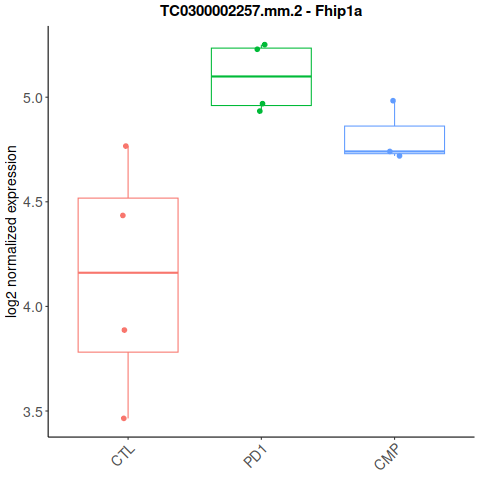 TC0300002257.mm.2 - Fhip1a
log2 normalized expression
5.0
4.5
4.0
3.5
CTL
PD1
CMP